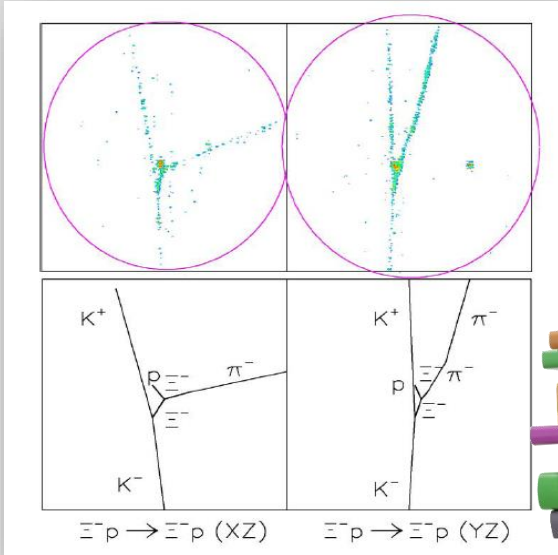 K⁺ K⁺ π⁻
p Ξ⁻ π⁻ p Ξ⁻ π⁻
Ξ⁻ Ξ⁻
K⁻ K⁻
Ξ⁻p → Ξ⁻p (XZ) Ξ⁻p → Ξ⁻p (YZ)